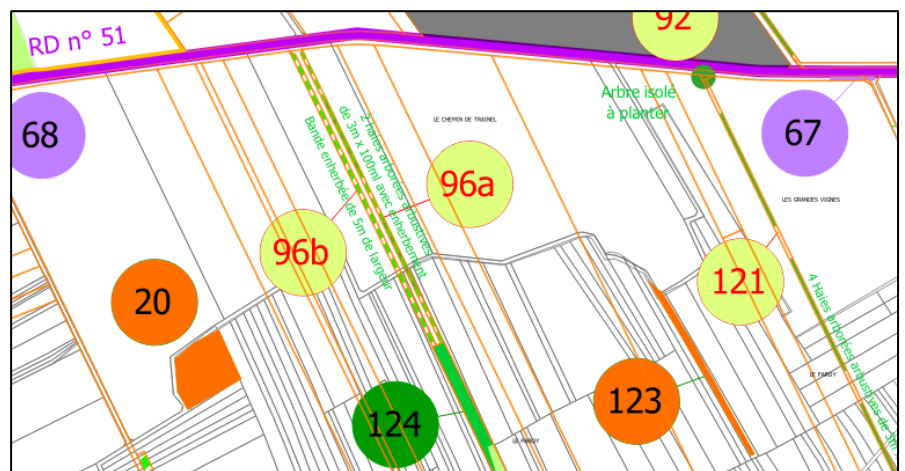 92
RD n° 51
Arbre isolé
à planter
68
LE CHEMIN DE TRAINEL
67
2 haies arborées arbustives
de 3m x 100ml avec enherbement
Bande enherbée de 5m de largeur
96a
LES GRANDES VIGNES
96b
121
20
4 Haies arborées arbustives de 3m
LE PARDY
123
124
LE PARDY